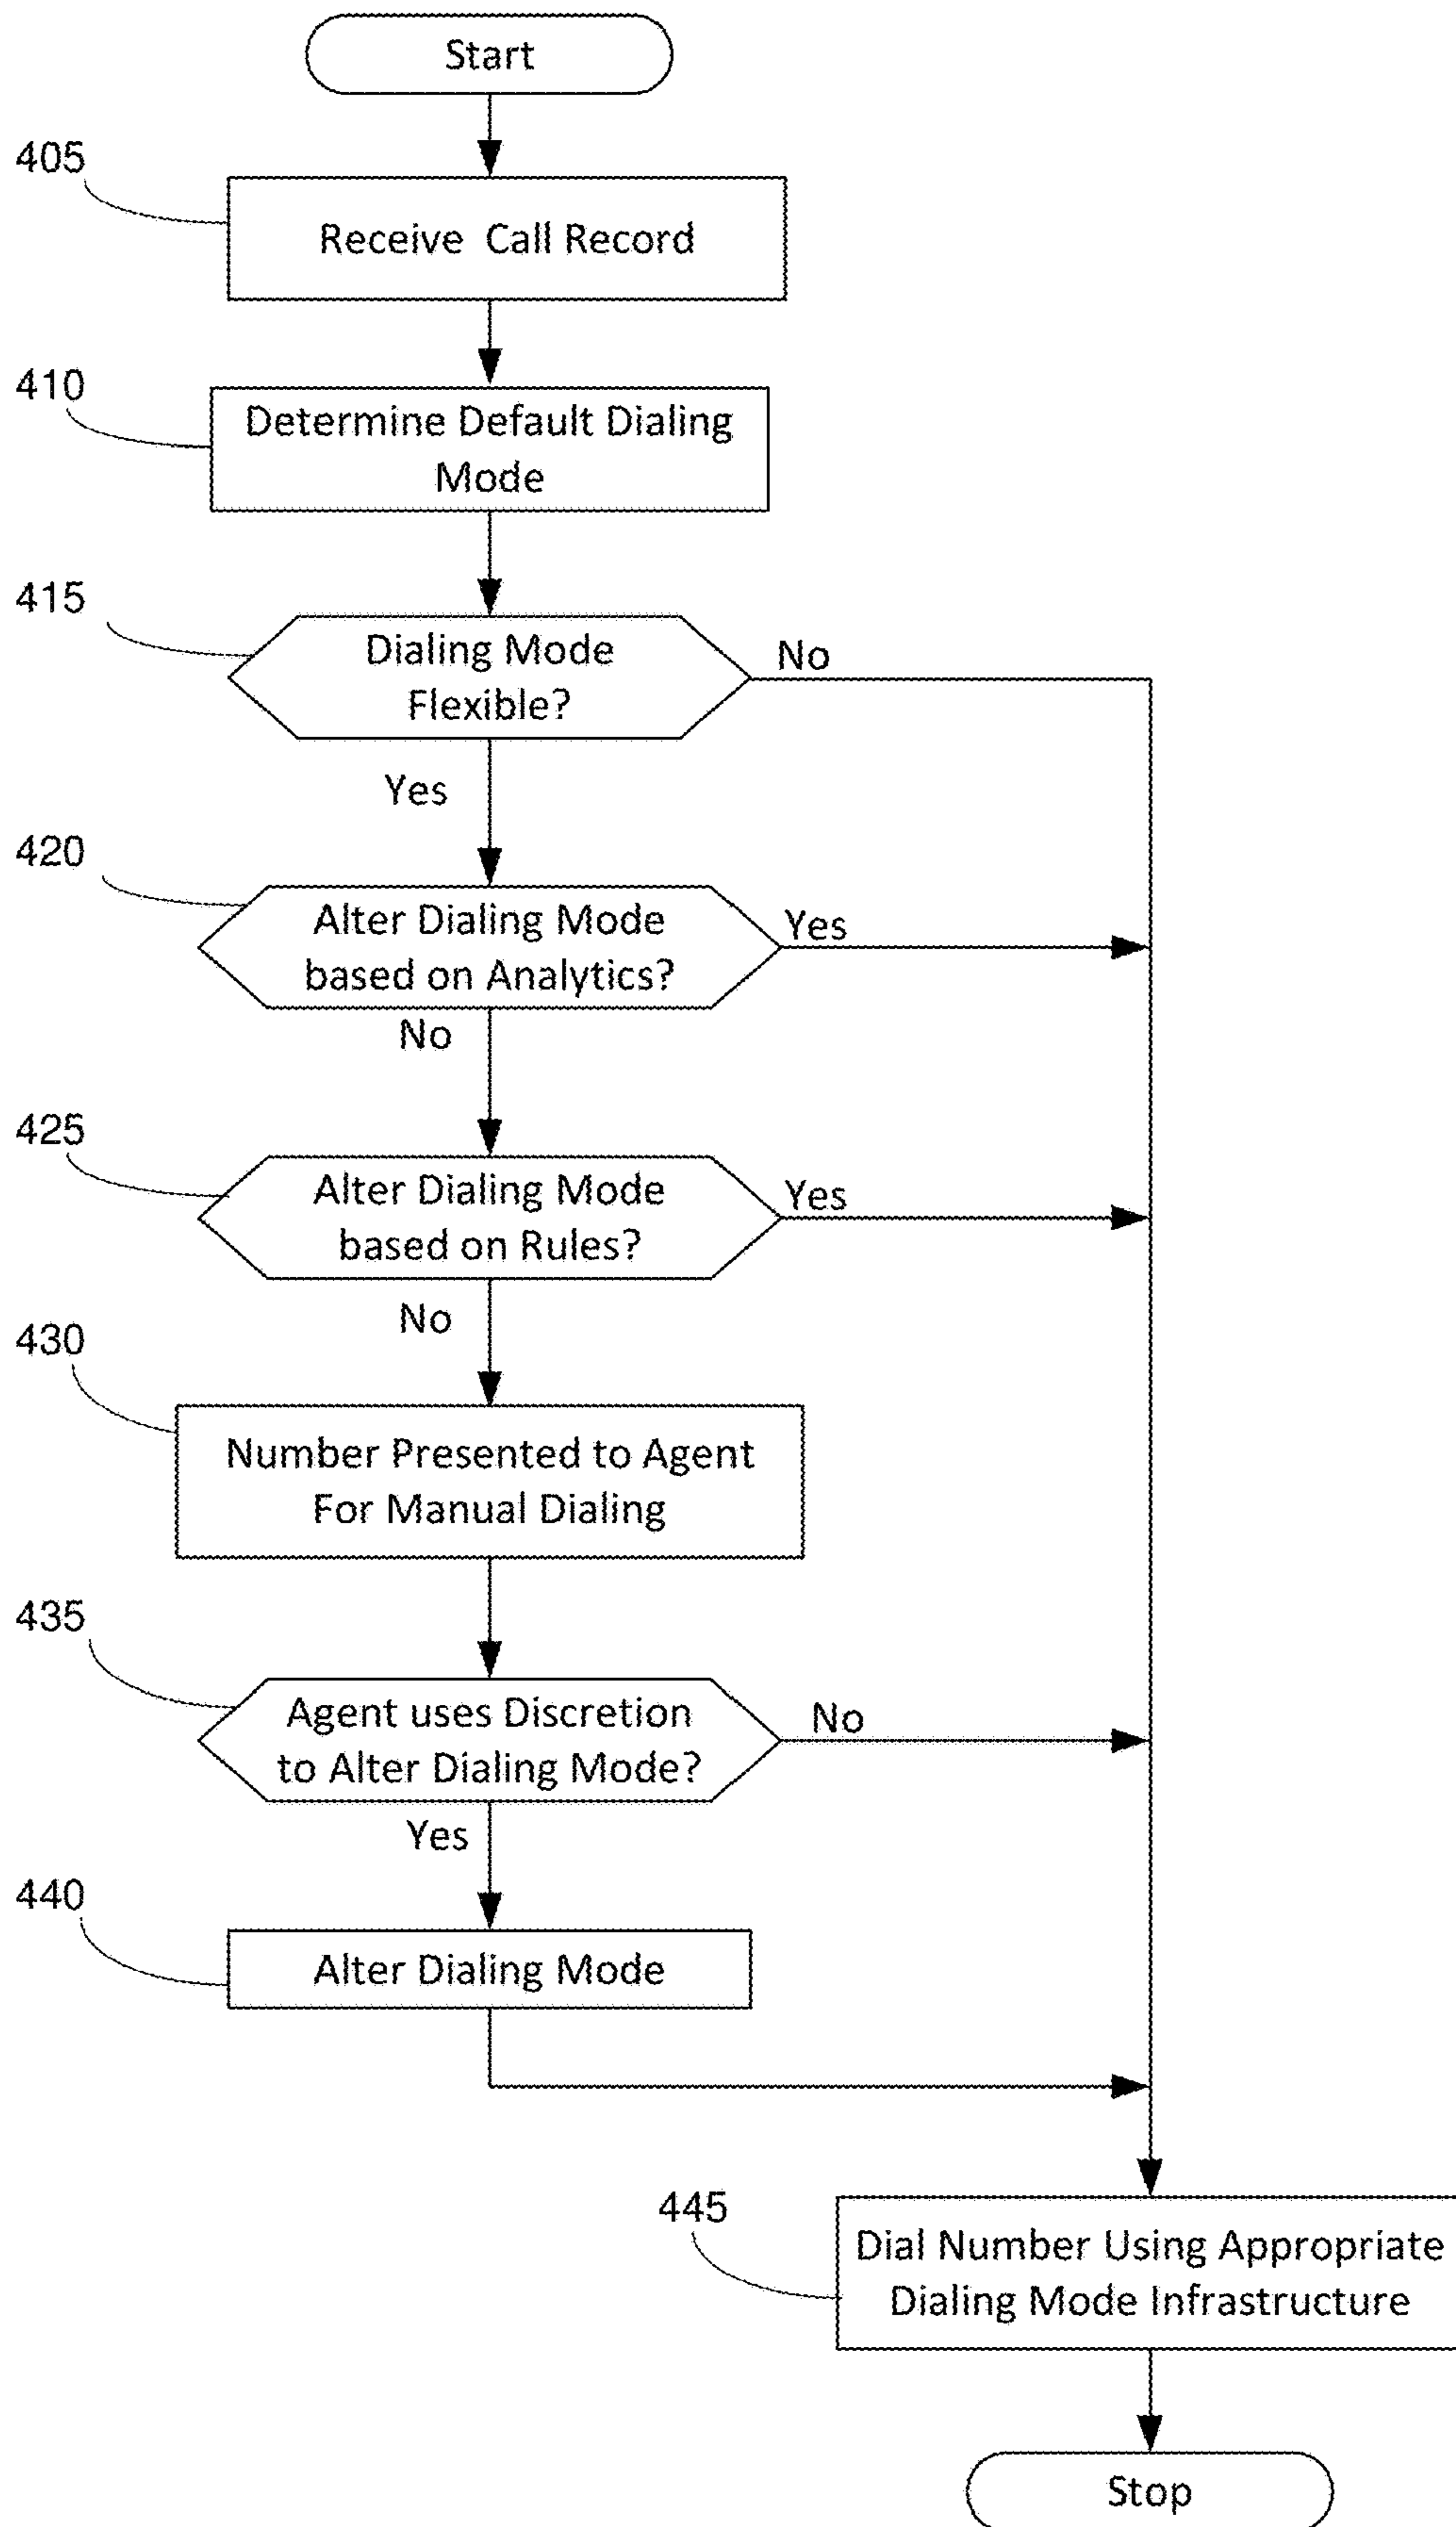 Start
405
Receive Call Record
410
Determine Default Dialing
Mode
415
Dialing Mode
Flexible?
No
Yes
420
Alter Dialing Mode
based on Analytics?
Yes
No
425
Alter Dialing Mode
based on Rules?
Yes
No
430
Number Presented to Agent
For Manual Dialing
435
Agent uses Discretion
to Alter Dialing Mode?
No
Yes
440
Alter Dialing Mode
445
Dial Number Using Appropriate
Dialing Mode Infrastructure
Stop